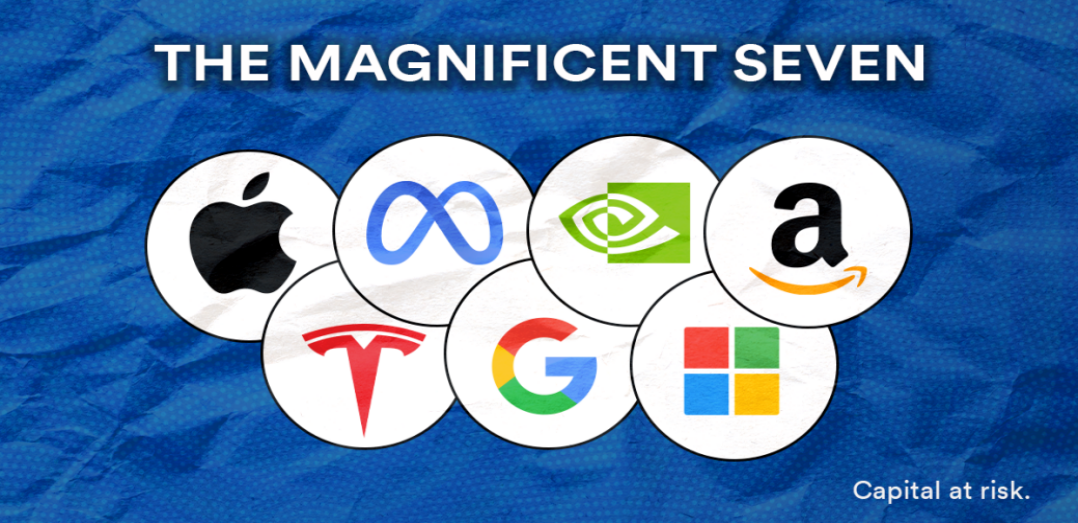 THE MAGNIFICENT SEVEN
a
G
Capital at risk.